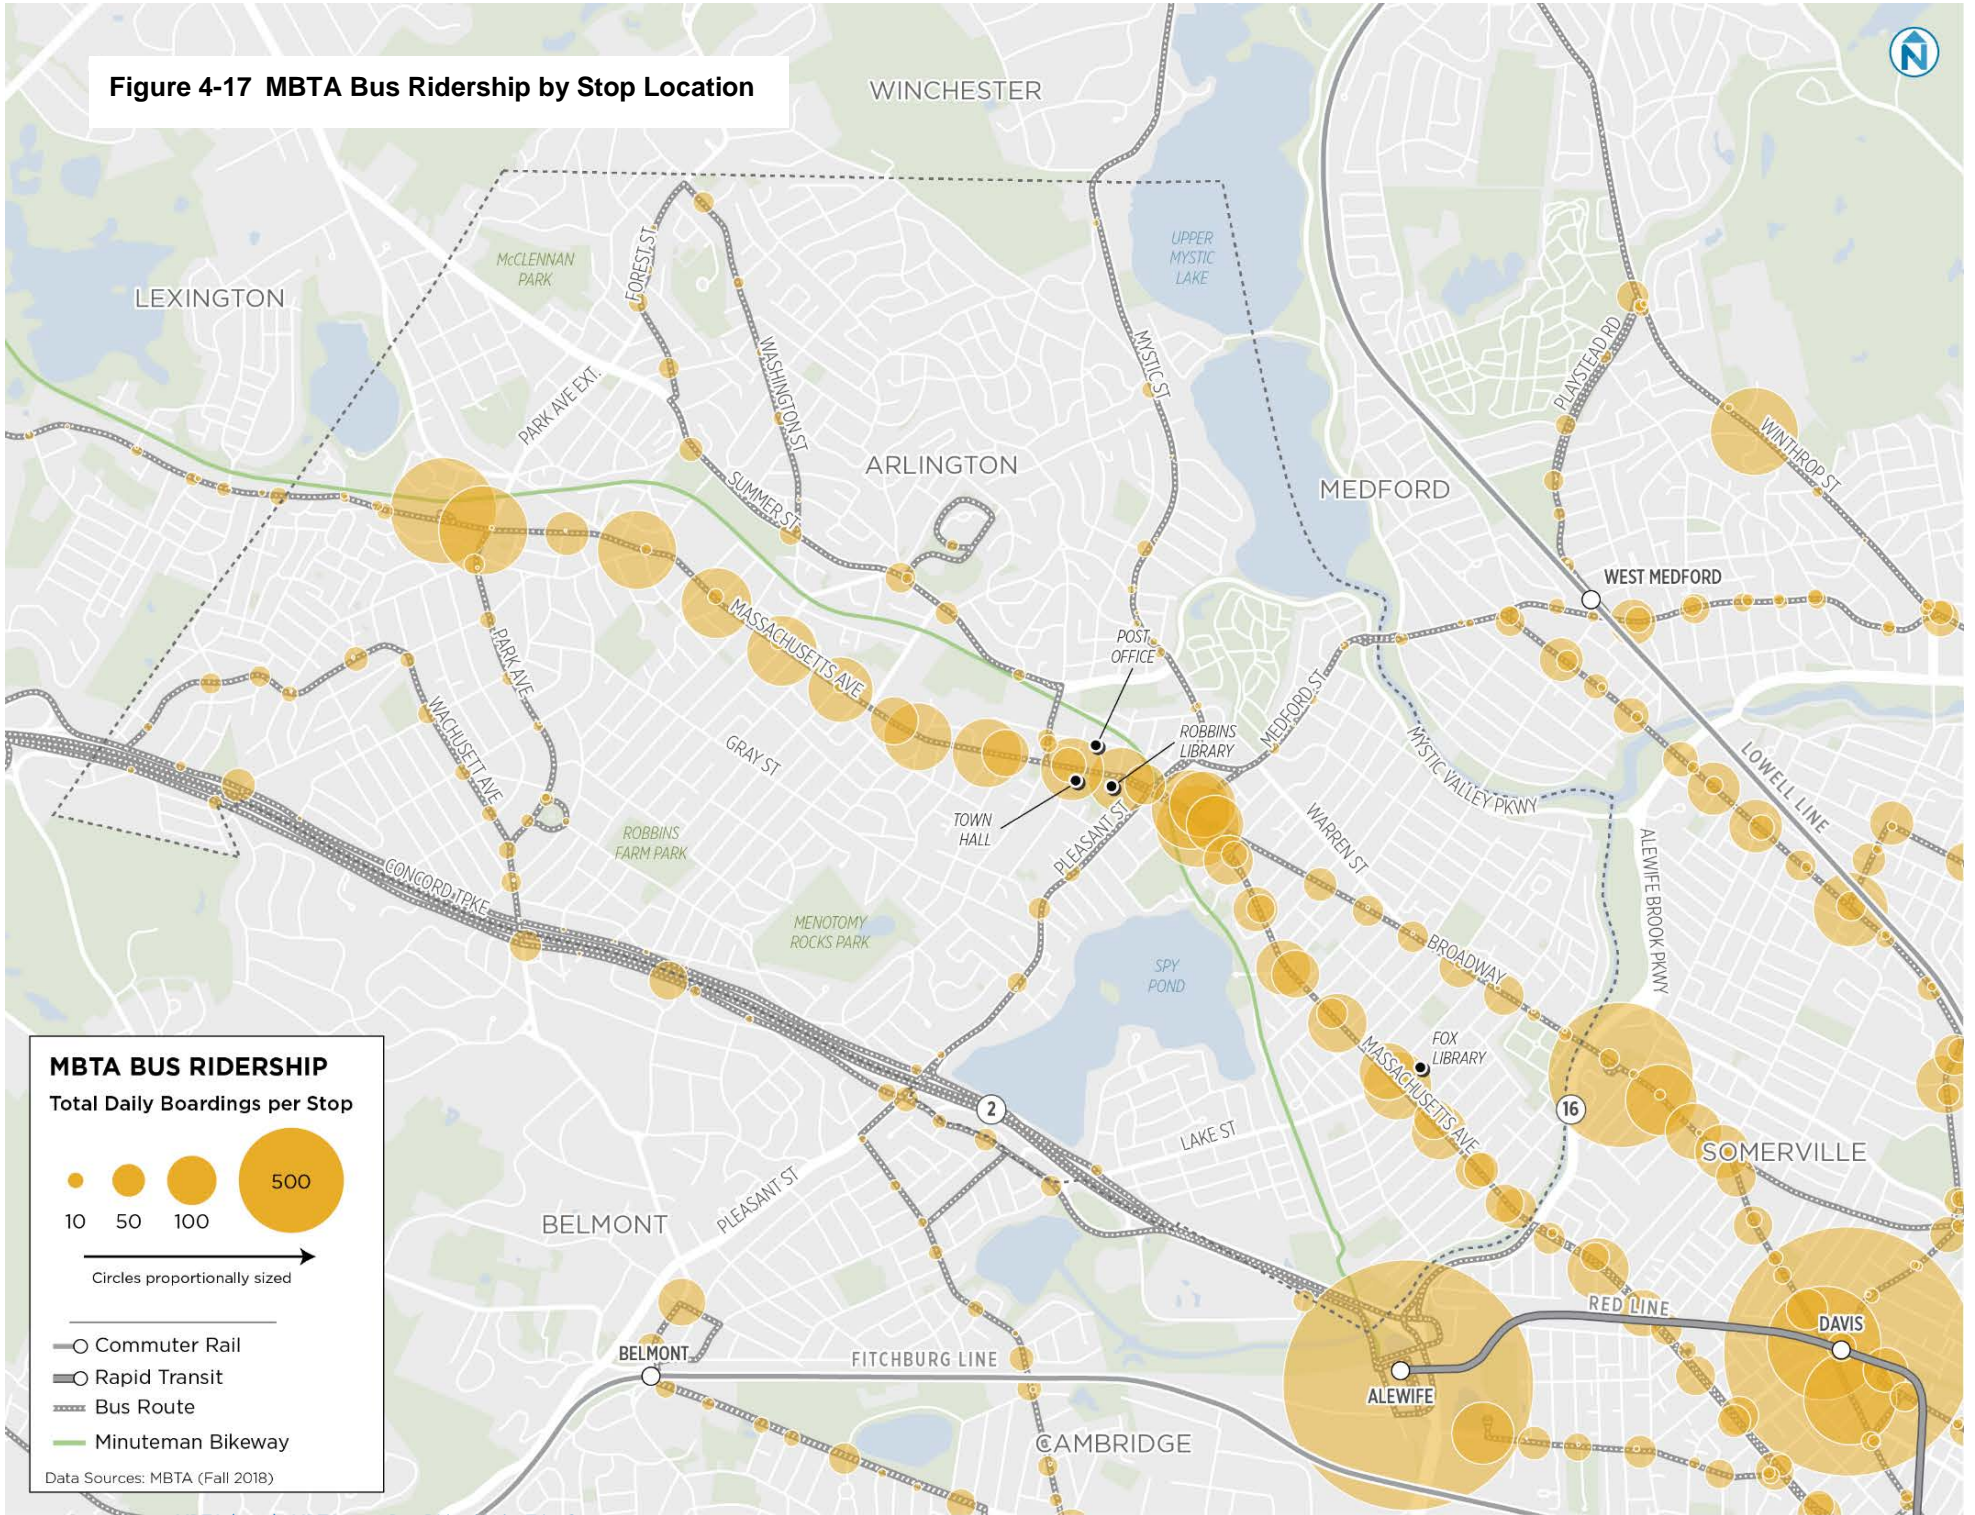 Figure 4-17 MBTA Bus Ridership by Stop Location
WINCHESTER
N
LEXINGTON
McCLENNAN
PARK
FOREST ST
UPPER
MYSTIC
LAKE
WASHINGTON ST
MYSTIC ST
PLAYSTEAD RD
PARK AVE EXT.
WINTHROP ST
ARLINGTON
MEDFORD
SUMMER ST
WEST MEDFORD
MASSACHUSETTS AVE
POST
OFFICE
PARK AVE
WACHUSETT AVE
GRAY ST
ROBBINS
LIBRARY
MEDFORD ST
MYSTIC VALLEY PKWY
LOWELL LINE
TOWN
HALL
PLEASANT ST
WARREN ST
ALEWIFE BROOK PKWY
ROBBINS
FARM PARK
CONCORD TPKE
MENOTOMY
ROCKS PARK
BROADWAY
SPY
POND
FOX
LIBRARY
MASSACHUSETTS AVE
2
16
LAKE ST
SOMERVILLE
PLEASANT ST
BELMONT
RED LINE
DAVIS
BELMONT
FITCHBURG LINE
ALEWIFE
CAMBRIDGE
MBTA BUS RIDERSHIP
Total Daily Boardings per Stop
500
10 50 100
Circles proportionally sized
Commuter Rail
Rapid Transit
Bus Route
Minuteman Bikeway
Data Sources: MBTA (Fall 2018)